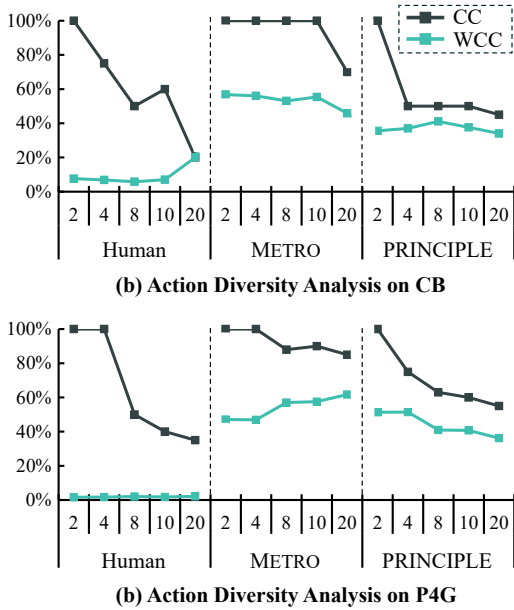 100%
80%
60%
40%
20%
0%
CC
WCC
2 4 8 10 20 2 4 8 10 20 2 4 8 10 20
Human METRO PRINCIPLE
(b) Action Diversity Analysis on CB
100%
80%
60%
40%
20%
0%
2 4 8 10 20 2 4 8 10 20 2 4 8 10 20
Human METRO PRINCIPLE
(b) Action Diversity Analysis on P4G